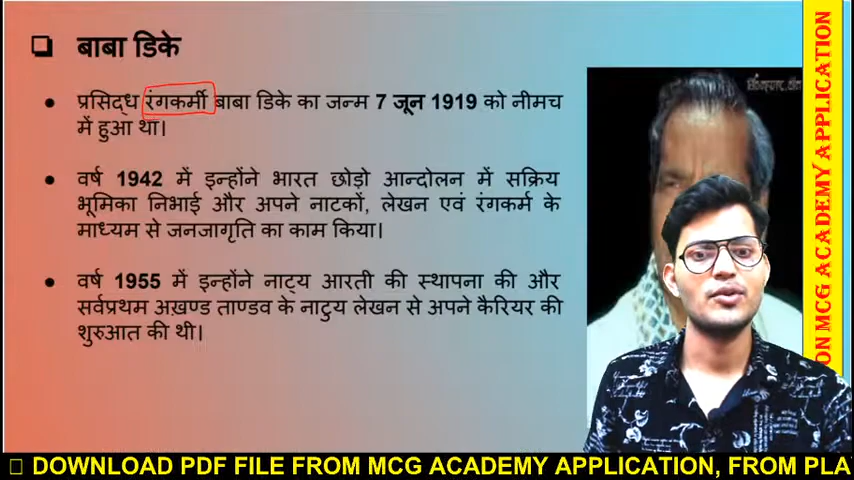 बाबा डिके
प्रसिद्ध रंगकर्मी बाबा डिके का जन्म 7 जून 1919 को नीमच
में हुआ था।
वर्ष 1942 में इन्होंने भारत छोड़ो आन्दोलन में सक्रिय
भूमिका निभाई और अपने नाटकों, लेखन एवं रंगकर्म के
माध्यम से जनजागृति का काम किया।
वर्ष 1955 में इन्होंने नाट्य आरती की स्थापना की और
सर्वप्रथम अखण्ड ताण्डव के नाटुय लेखन से अपने कैरियर की
शुरुआत की थी।
ON MCG ACADEMY APPLICATION
DOWNLOAD PDF FILE FROM MCG ACADEMY APPLICATION, FROM PLA